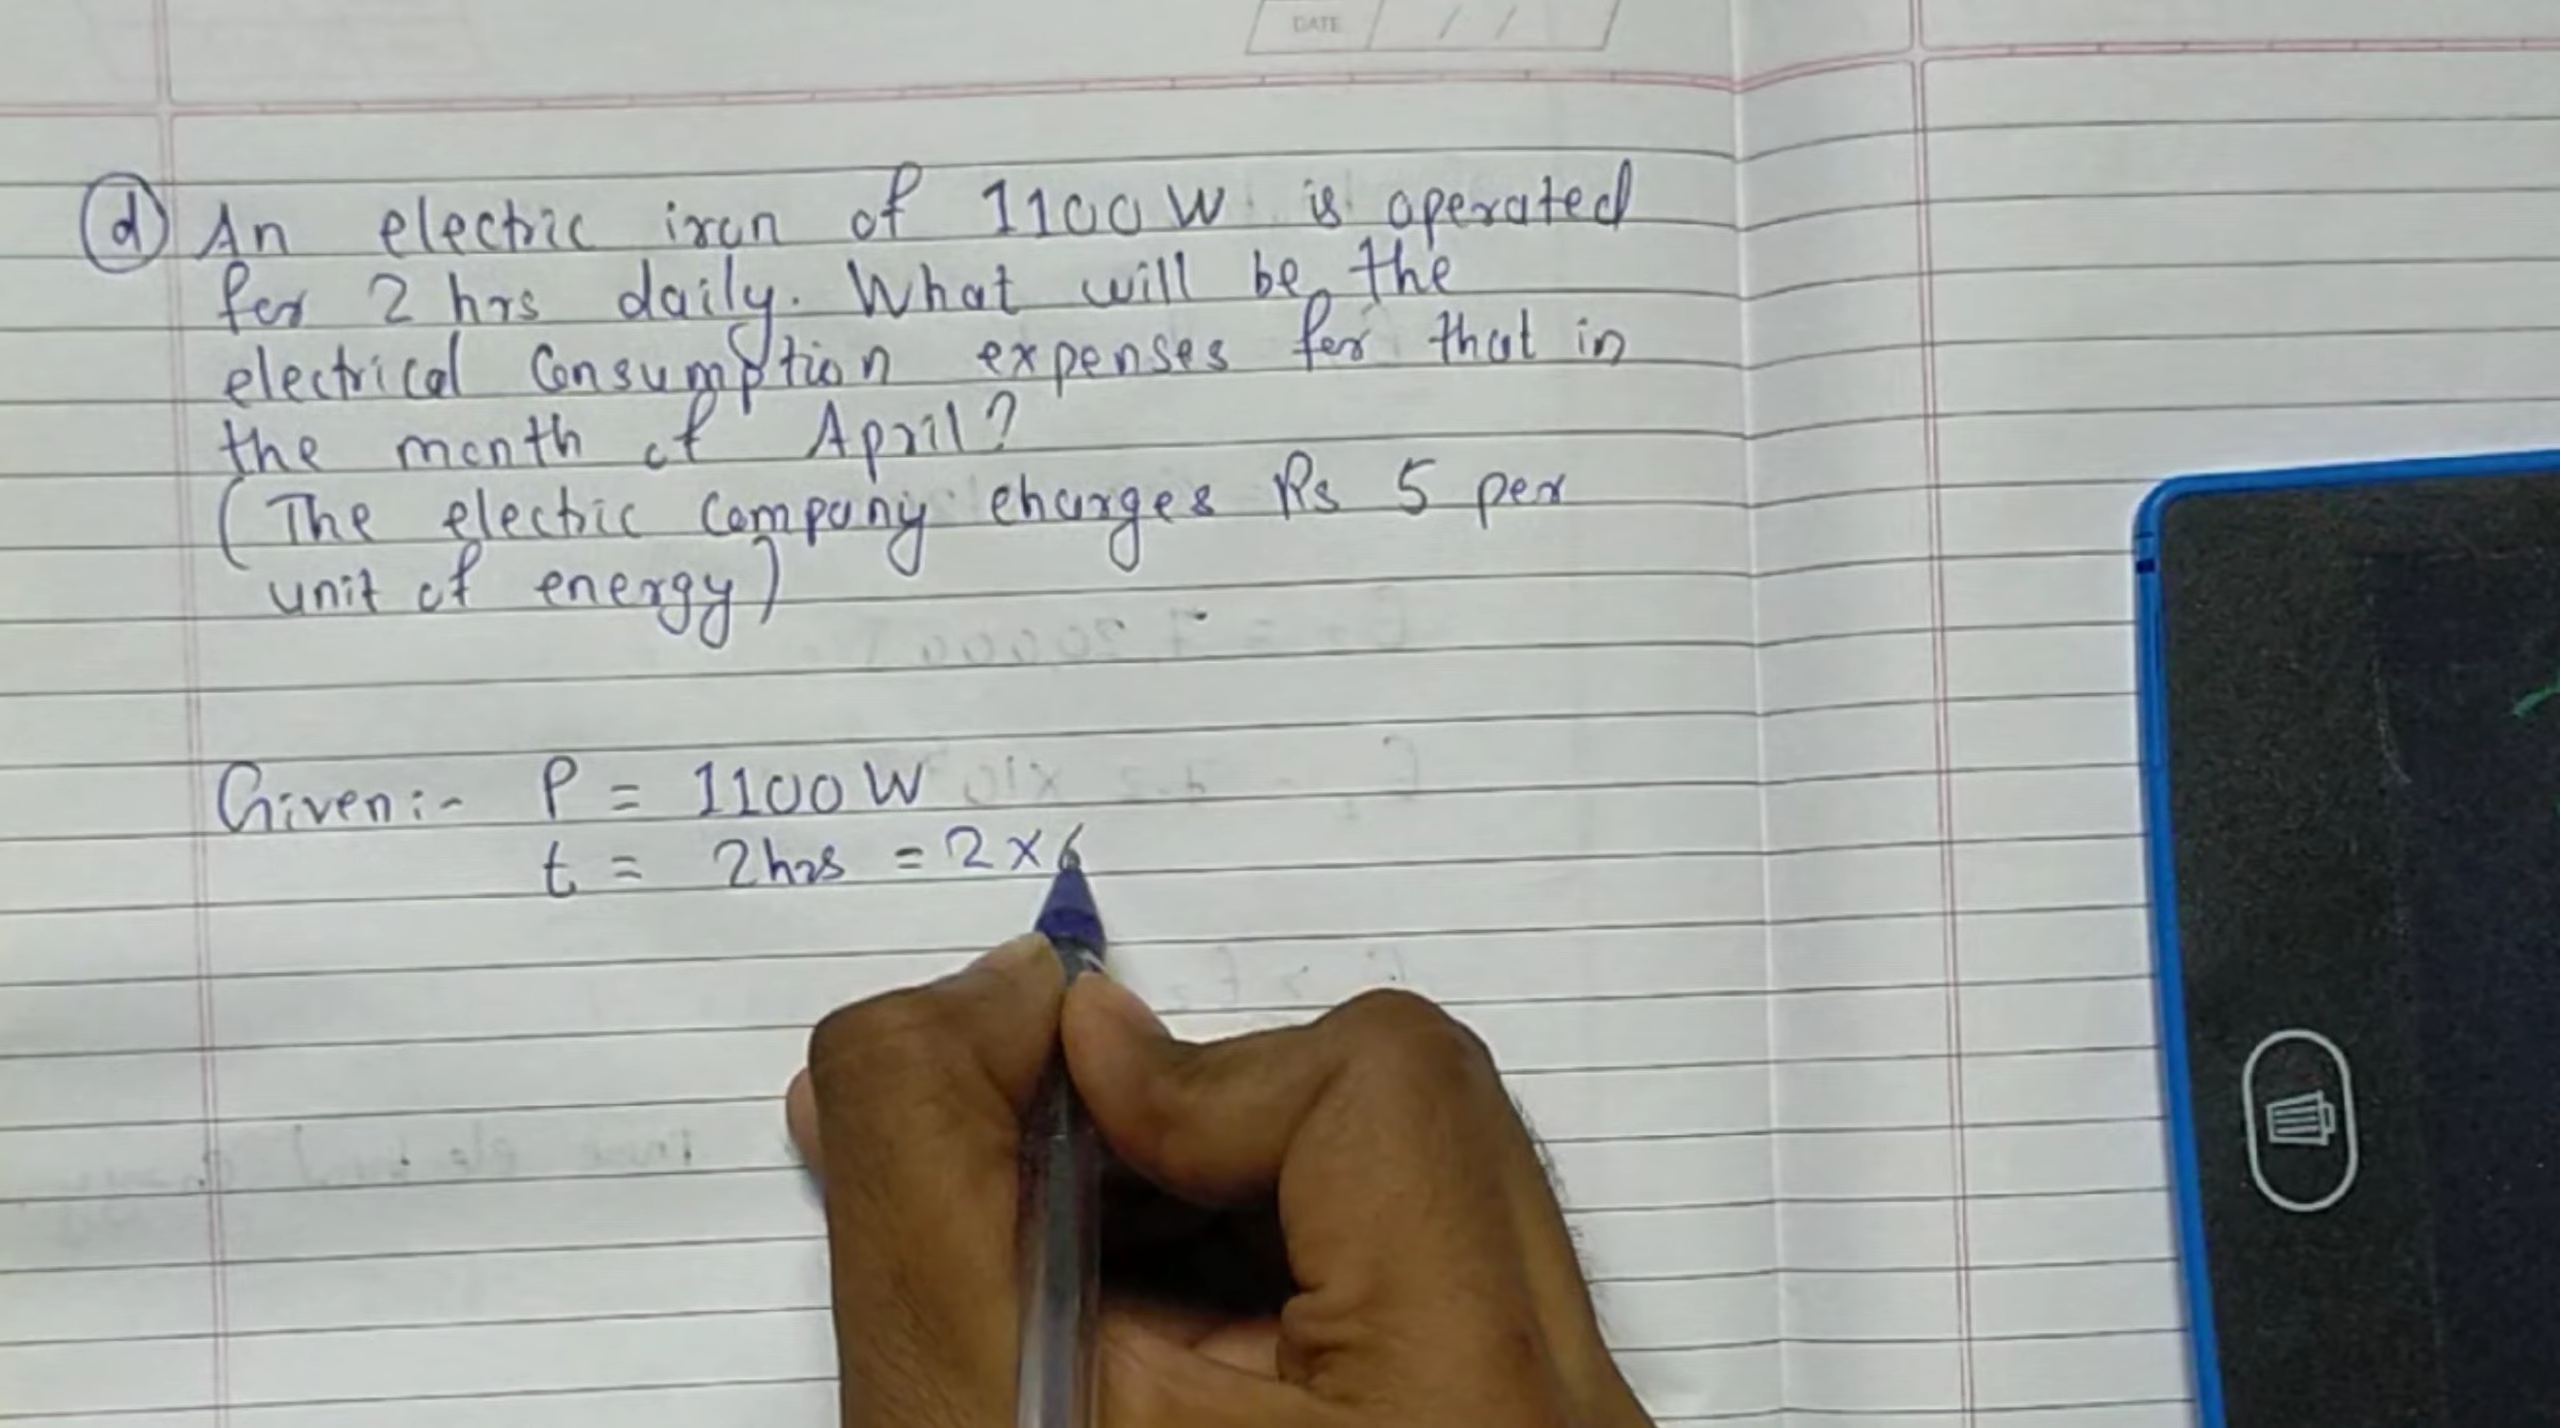 DATE / /
d An electric iron of 1100 W is operated
for 2 hrs daily. What will be the
electrical Consumption expenses for that in
the month of April?
(The electric Company charges Rs 5 per
unit of energy)
Given:- P = 1100 W
t = 2hrs = 2 × 6